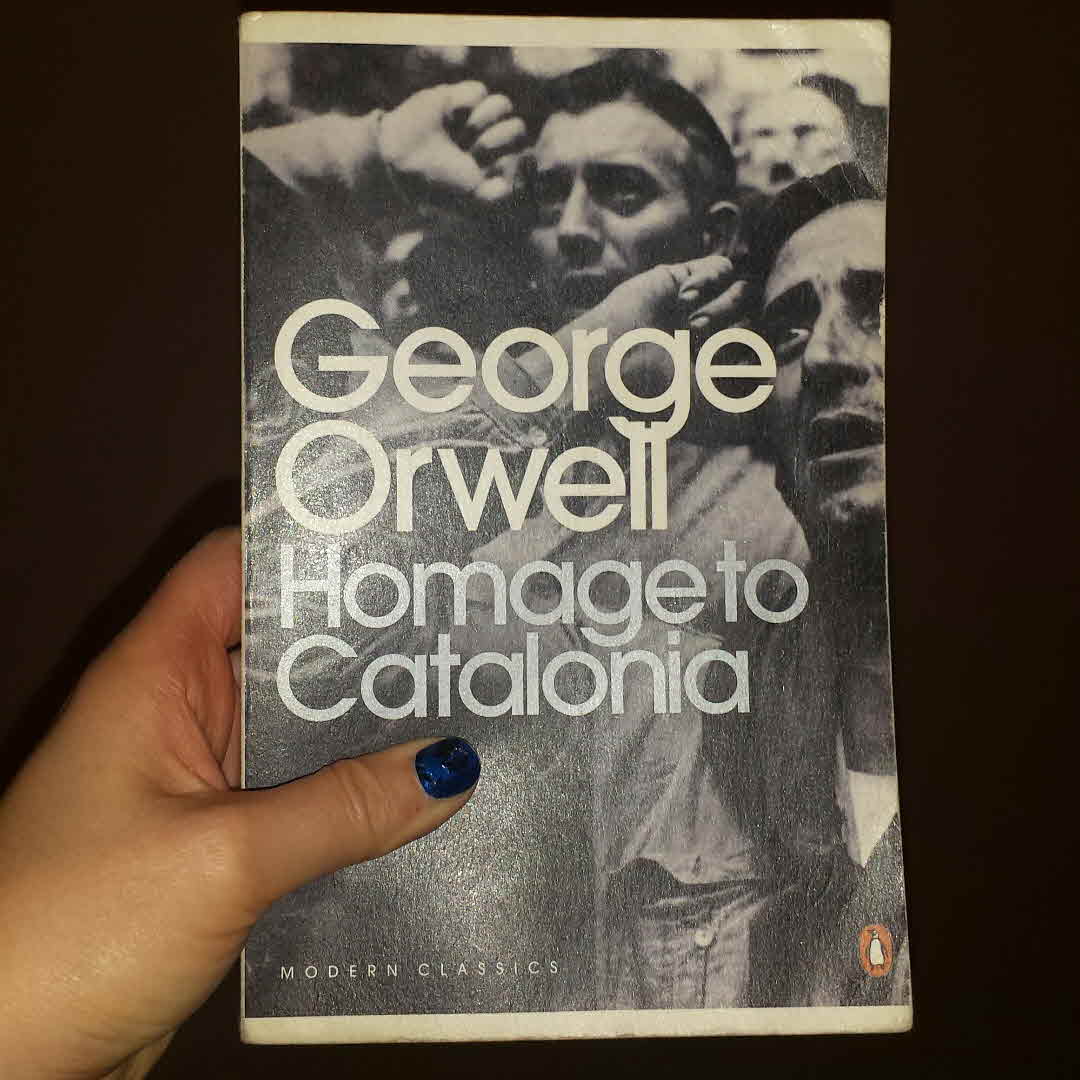 George
Orwell
Homage to
Catalonia
MODERN CLASSICS